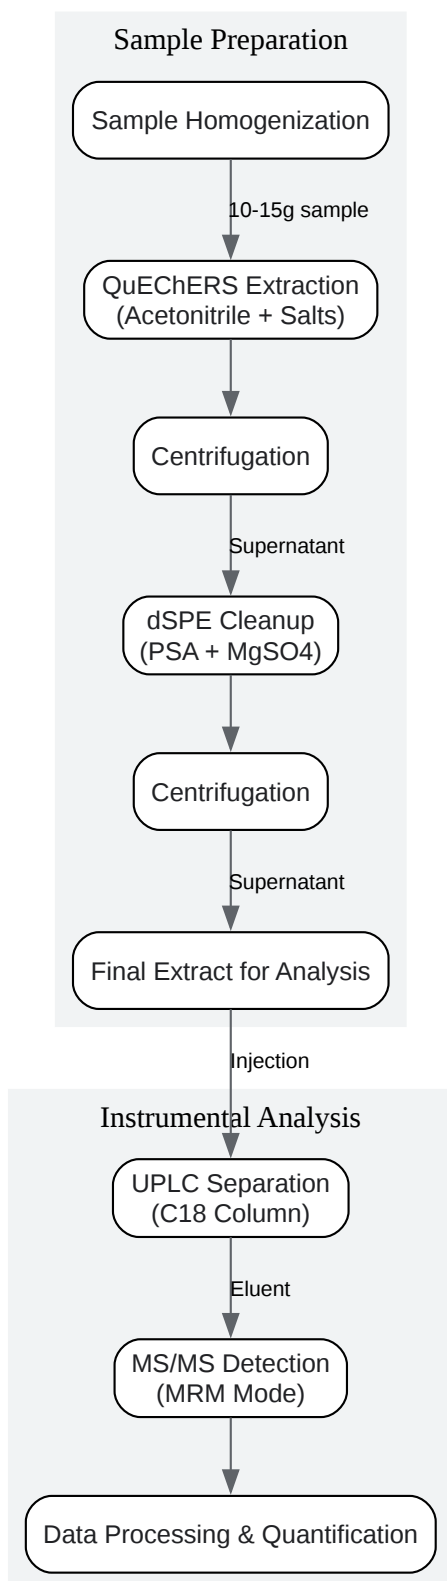 Sample Preparation
Sample Homogenization
10-15g sample
QuEChERS Extraction
(Acetonitrile + Salts)
Centrifugation
Supernatant
dSPE Cleanup
(PSA + MgSO4)
Centrifugation
Supernatant
Final Extract for Analysis
Injection
Instrumental Analysis
UPLC Separation
(C18 Column)
Eluent
MS/MS Detection
(MRM Mode)
Data Processing & Quantification